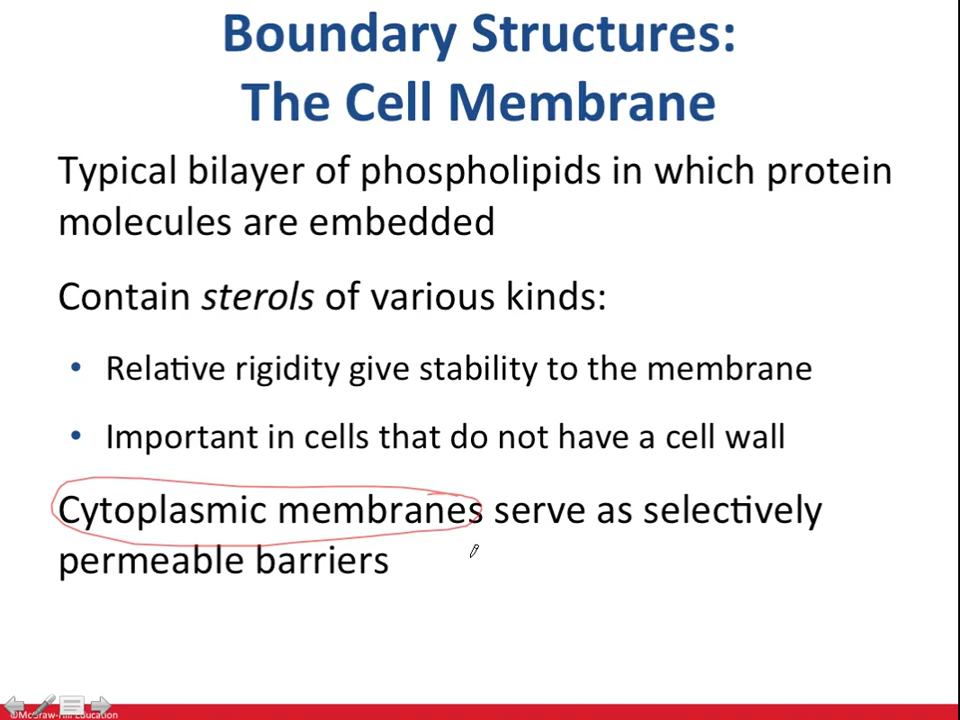 Boundary Structures:
The Cell Membrane
Typical bilayer of phospholipids in which protein
molecules are embedded
Contain sterols of various kinds:
• Relative rigidity give stability to the membrane
• Important in cells that do not have a cell wall
Cytoplasmic membranes serve as selectively
permeable barriers
©McGraw-Hill Education